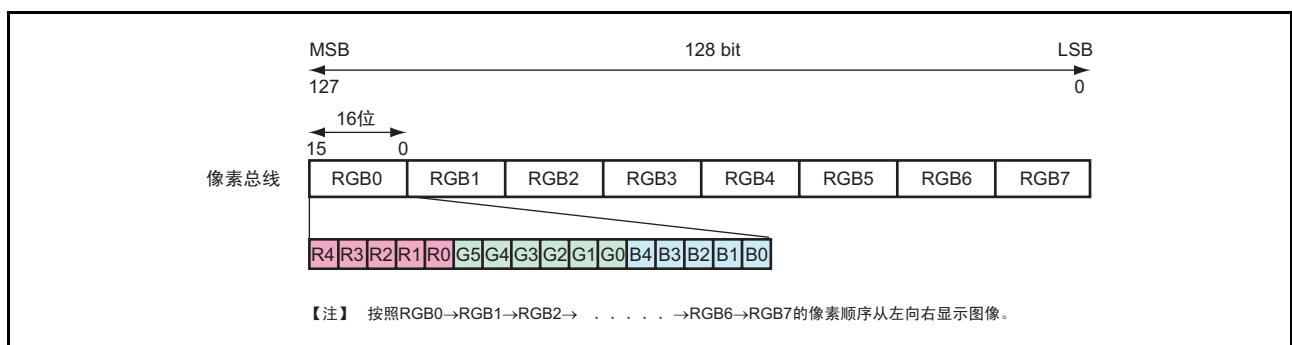 MSB 128 bit LSB
127 0
16位
15 0
像素总线 RGB0 RGB1 RGB2 RGB3 RGB4 RGB5 RGB6 RGB7
R4 R3 R2 R1 R0 G5 G4 G3 G2 G1 G0 B4 B3 B2 B1 B0
【注】 按照RGB0→RGB1→RGB2→ . . . . . →RGB6→RGB7的像素顺序从左向右显示图像。